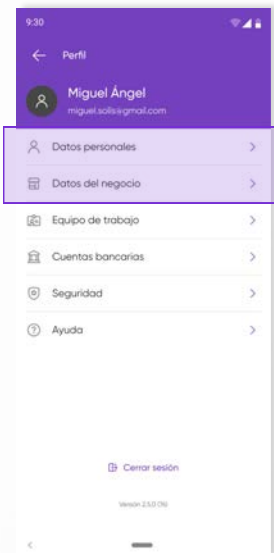 9:30
Perfil
Miguel Ángel
miguel.solis@gmail.com
Datos personales
Datos del negocio
Equipo de trabajo
Cuentas bancarias
Seguridad
Ayuda
Cerrar sesión
Versión 2.5.0 (16)